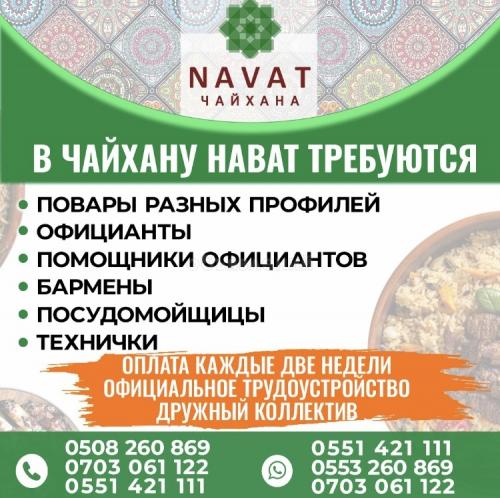 NAVAT
ЧАЙХАНА
В ЧАЙХАНУ НАВАТ ТРЕБУЮТСЯ
• ПОВАРЫ РАЗНЫХ ПРОФИЛЕЙ
• ОФИЦИАНТЫ
• ПОМОЩНИКИ ОФИЦИАНТОВ
• БАРМЕНЫ
• ПОСУДОМОЙЩИЦЫ
• ТЕХНИЧКИ
ОПЛАТА КАЖДЫЕ ДВЕ НЕДЕЛИ
ОФИЦИАЛЬНОЕ ТРУДОУСТРОЙСТВО
ДРУЖНЫЙ КОЛЛЕКТИВ
0508 260 869
0703 061 122
0551 421 111
0551 421 111
0553 260 869
0703 061 122